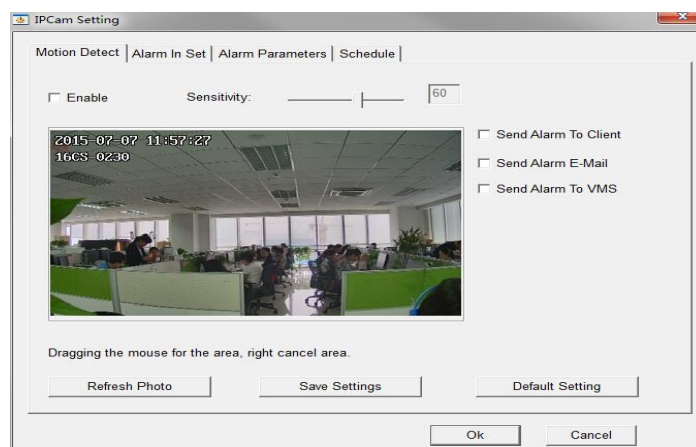 IPCam Setting
Motion Detect
Alarm In Set
Alarm Parameters
Schedule
Enable
Sensitivity:
60
2015-07-07 11:57:27
16CS-0230
Send Alarm To Client
Send Alarm E-Mail
Send Alarm To VMS
Dragging the mouse for the area, right cancel area.
Refresh Photo
Save Settings
Default Setting
Ok
Cancel